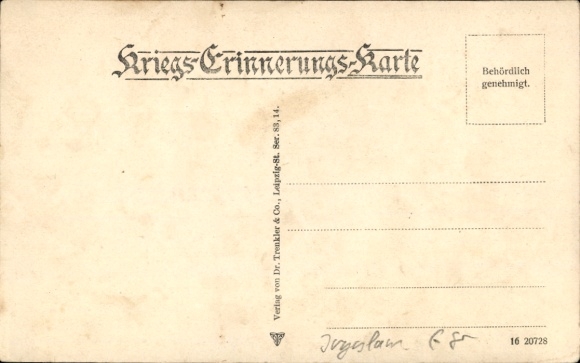 Kriegs-Erinnerungs-Karte
Behördlich
genehmigt.
Verlag von Dr. Trenkler & Co., Leipzig-St. Ser. 83, 14.
16 20728